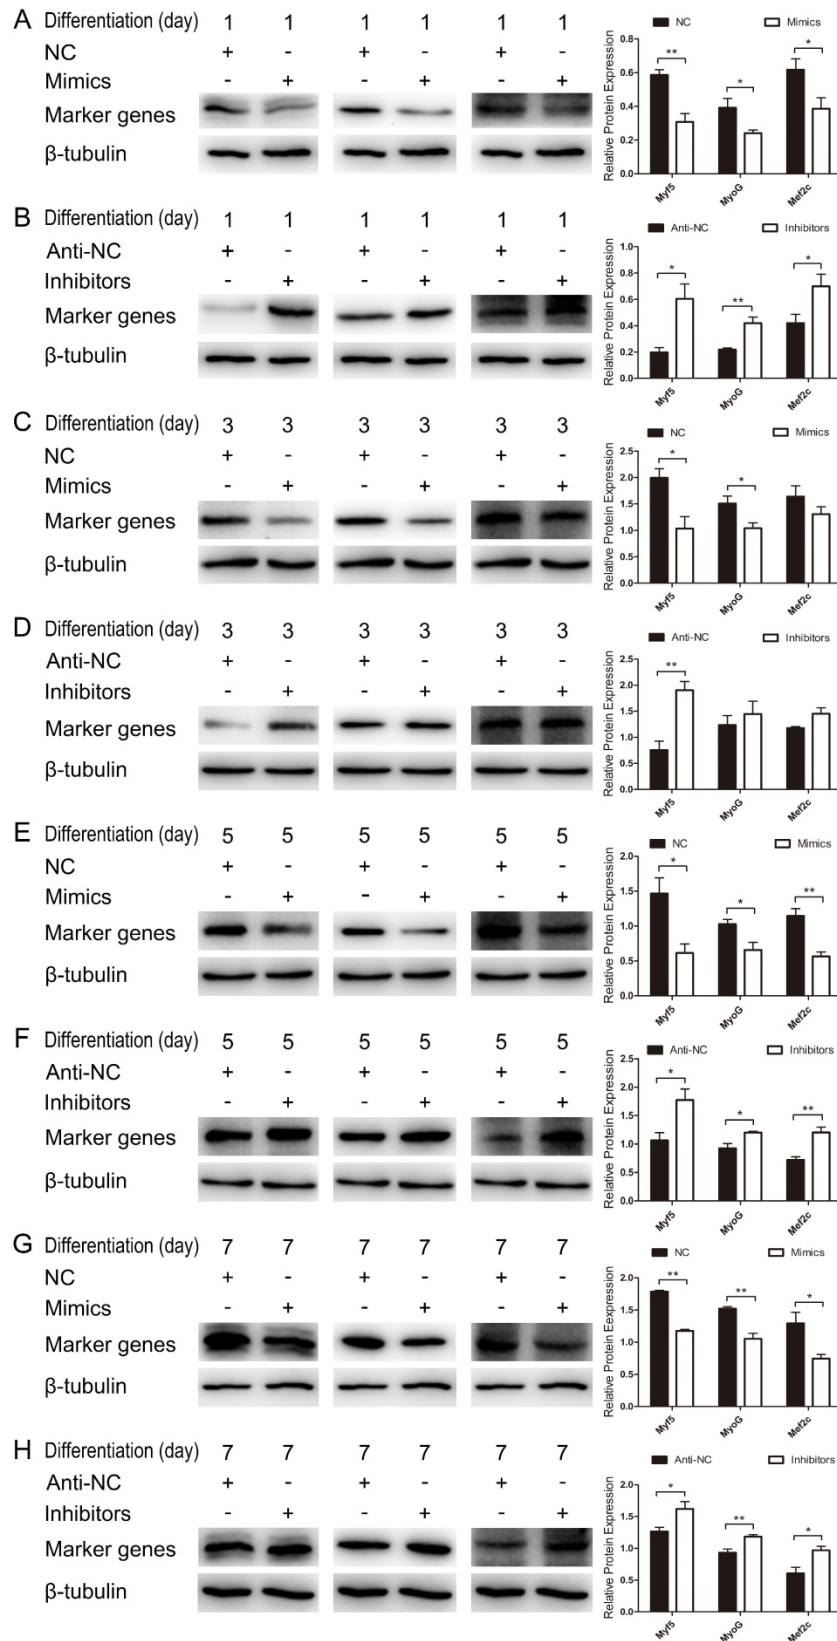 A Differentiation (day) 1 1 1 1 1 1
NC + - + - + -
Mimics - + - + - +
Marker genes
β-tubulin
NC Mimics
Relative Protein Expression
0.8
0.6
0.4
0.2
0.0
** * *
Myf5 MyoG Mef2c
B Differentiation (day) 1 1 1 1 1 1
Anti-NC + - + - + -
Inhibitors - + - + - +
Marker genes
β-tubulin
Anti-NC Inhibitors
Relative Protein Expression
1.0
0.8
0.6
0.4
0.2
0.0
* ** *
Myf5 MyoG Mef2c
C Differentiation (day) 3 3 3 3 3 3
NC + - + - + -
Mimics - + - + - +
Marker genes
β-tubulin
NC Mimics
Relative Protein Expression
2.5
2.0
1.5
1.0
0.5
0.0
* *
Myf5 MyoG Mef2c
D Differentiation (day) 3 3 3 3 3 3
Anti-NC + - + - + -
Inhibitors - + - + - +
Marker genes
β-tubulin
Anti-NC Inhibitors
Relative Protein Expression
2.5
2.0
1.5
1.0
0.5
0.0
**
Myf5 MyoG Mef2c
E Differentiation (day) 5 5 5 5 5 5
NC + - + - + -
Mimics - + - + - +
Marker genes
β-tubulin
NC Mimics
Relative Protein Expression
2.0
1.5
1.0
0.5
0.0
* * **
Myf5 MyoG Mef2c
F Differentiation (day) 5 5 5 5 5 5
Anti-NC + - + - + -
Inhibitors - + - + - +
Marker genes
β-tubulin
Anti-NC Inhibitors
Relative Protein Expression
2.5
2.0
1.5
1.0
0.5
0.0
* * **
Myf5 MyoG Mef2c
G Differentiation (day) 7 7 7 7 7 7
NC + - + - + -
Mimics - + - + - +
Marker genes
β-tubulin
NC Mimics
Relative Protein Eexpression
2.0
1.5
1.0
0.5
0.0
** ** *
Myf5 MyoG Mef2c
H Differentiation (day) 7 7 7 7 7 7
Anti-NC + - + - + -
Inhibitors - + - + - +
Marker genes
β-tubulin
Anti-NC Inhibitors
Relative Protein Expression
2.0
1.5
1.0
0.5
0.0
* ** *
Myf5 MyoG Mef2c